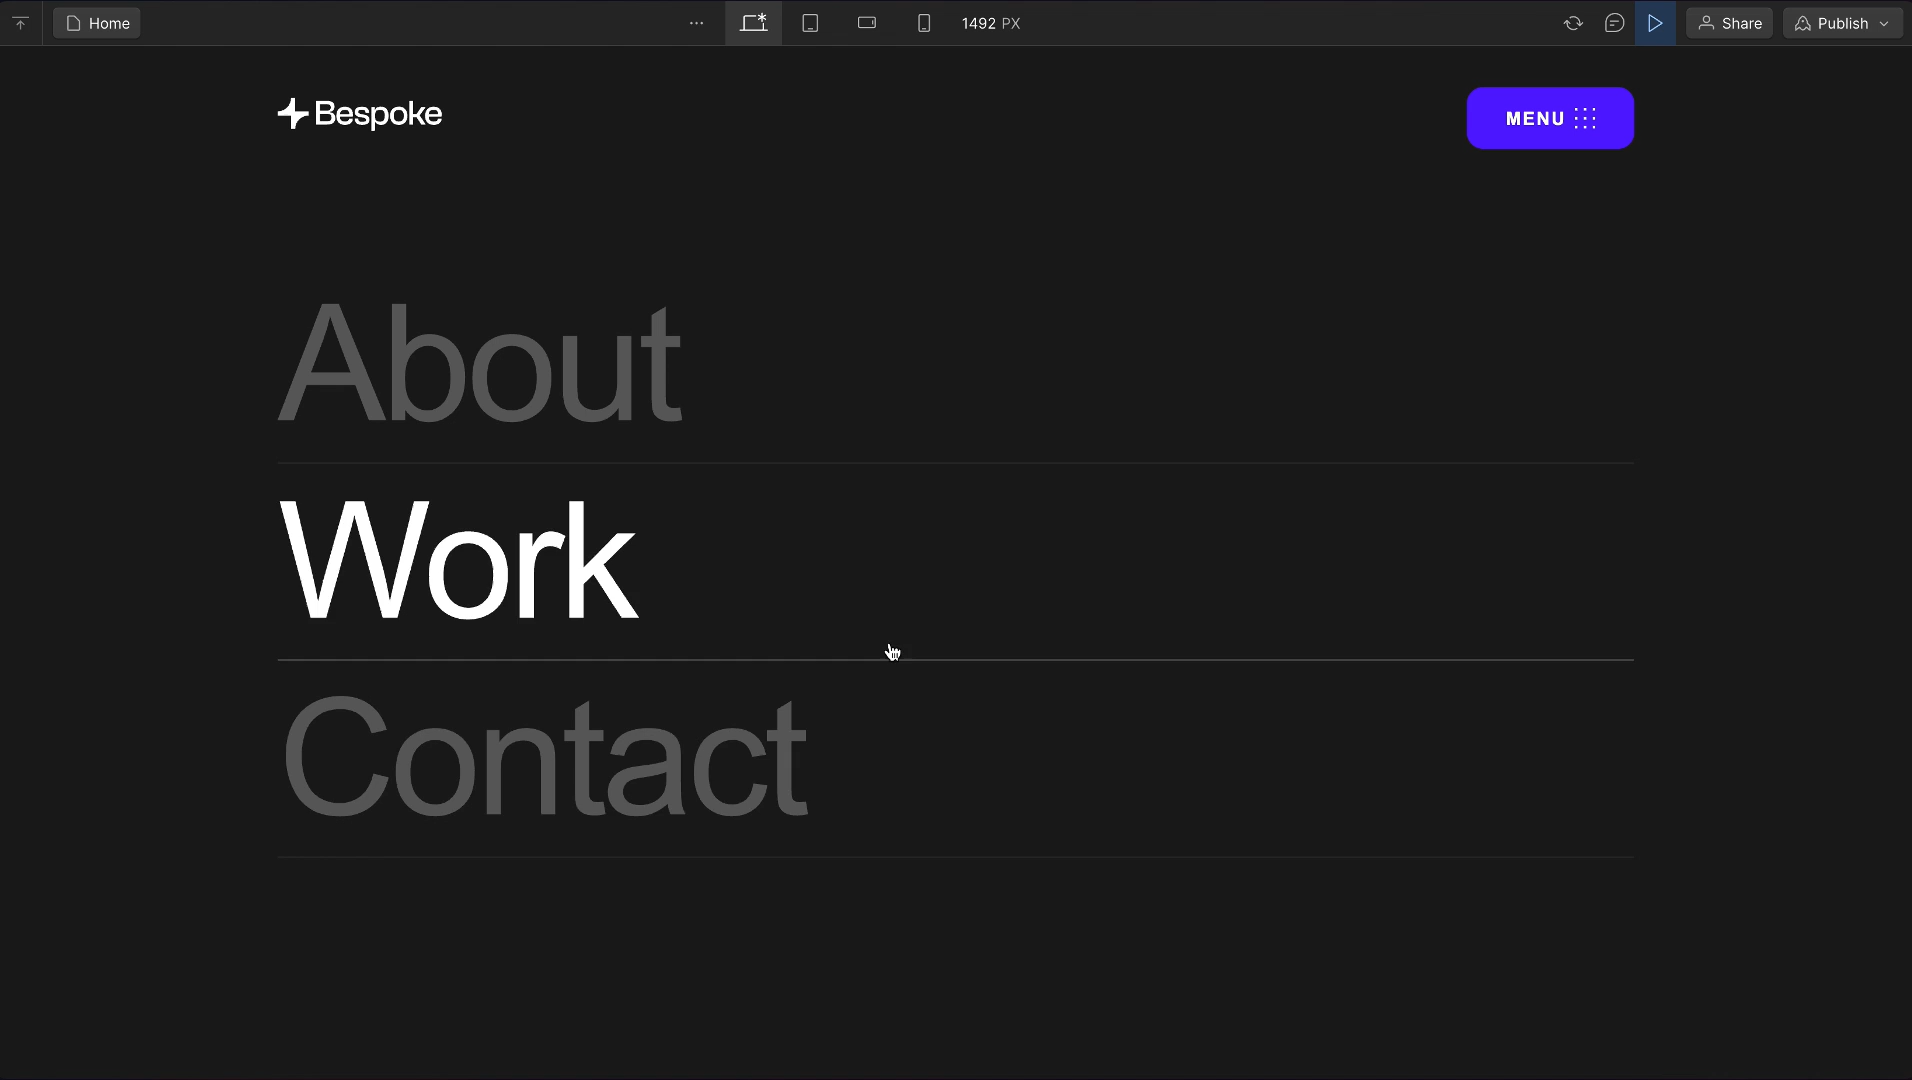 Home
1492 PX
Share
Publish
Bespoke
MENU
About
Work
Contact